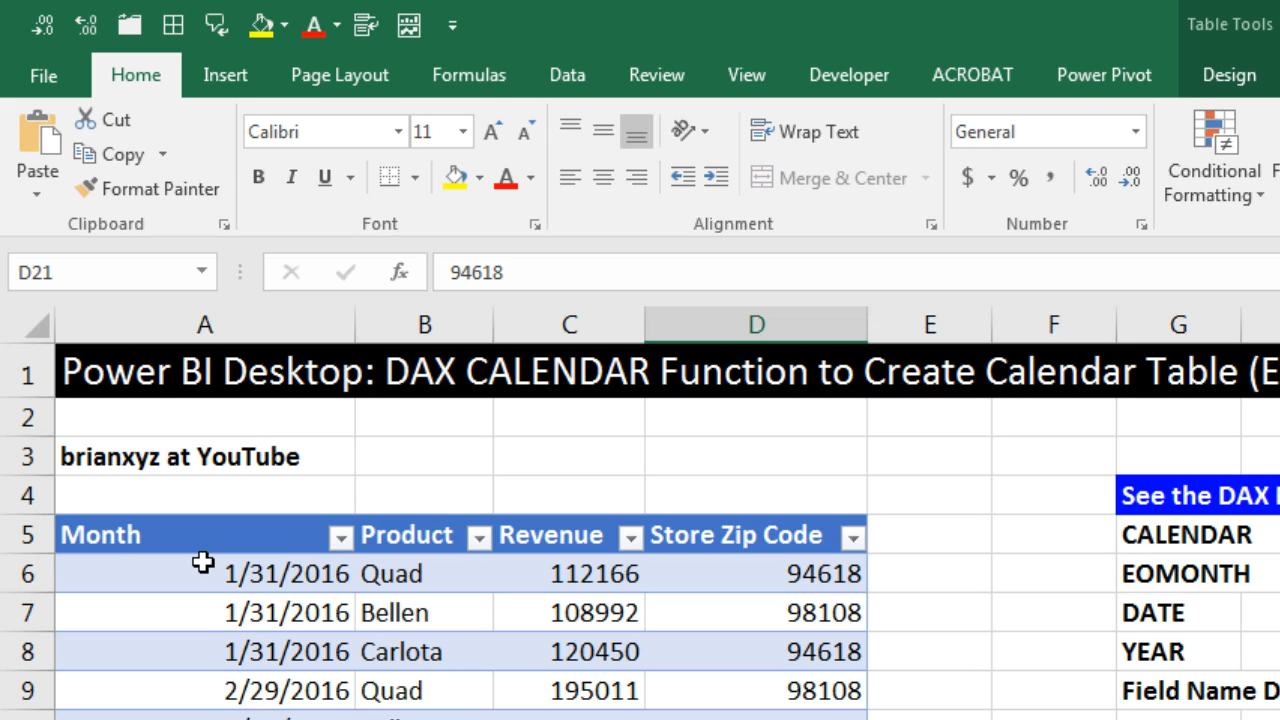 Table Tools
File Home Insert Page Layout Formulas Data Review View Developer ACROBAT Power Pivot Design
Paste
Cut
Copy
Format Painter
Clipboard
Calibri 11
B I U
Font
Wrap Text
Merge & Center
Alignment
General
$ % ,
Number
Conditional
Formatting
D21 fx 94618
A B C D E F G
1 Power BI Desktop: DAX CALENDAR Function to Create Calendar Table (E
2
3 brianxyz at YouTube
4 See the DAX
5 Month Product Revenue Store Zip Code CALENDAR
6 1/31/2016 Quad 112166 94618 EOMONTH
7 1/31/2016 Bellen 108992 98108 DATE
8 1/31/2016 Carlota 120450 94618 YEAR
9 2/29/2016 Quad 195011 98108 Field Name D